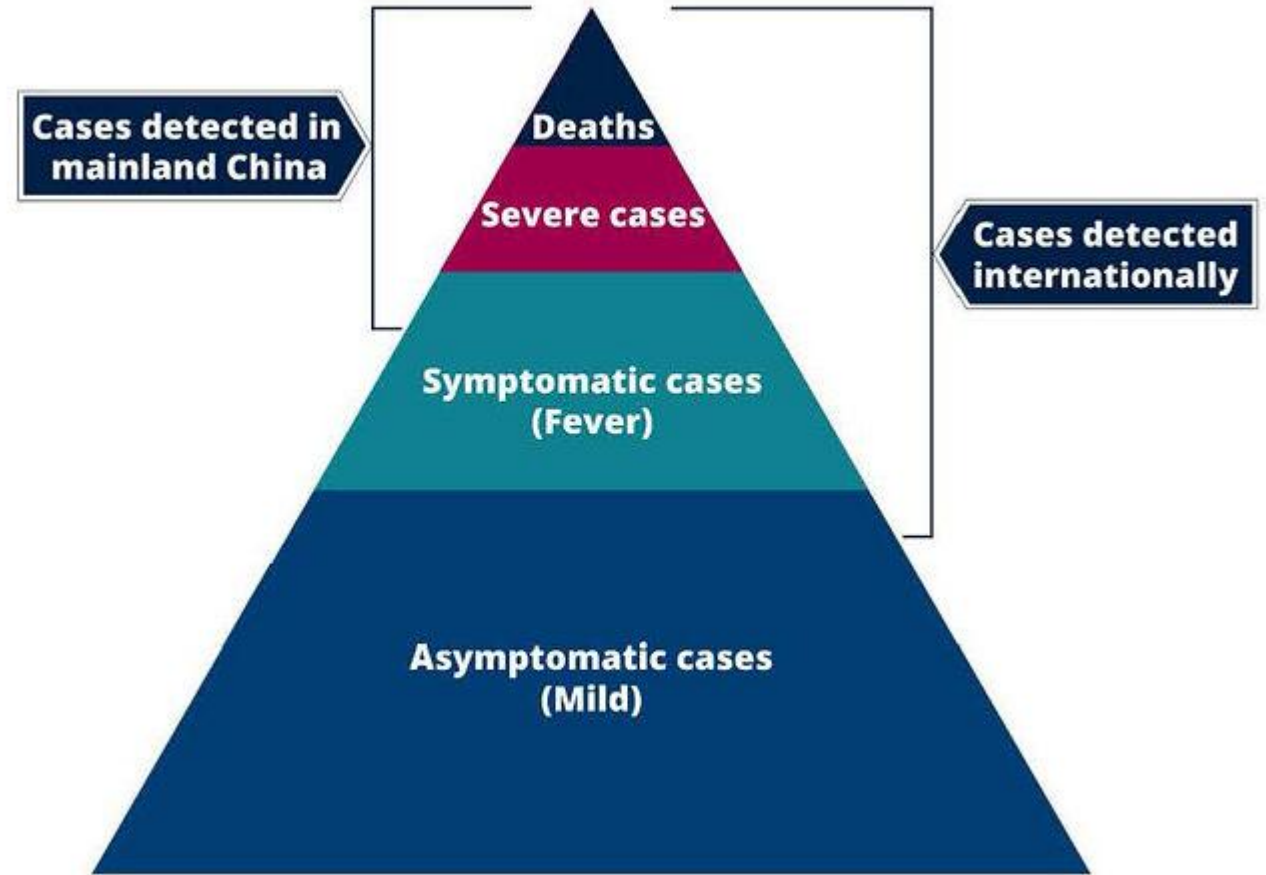 Cases detected in
mainland China
Deaths
Severe cases
Cases detected
internationally
Symptomatic cases
(Fever)
Asymptomatic cases
(Mild)